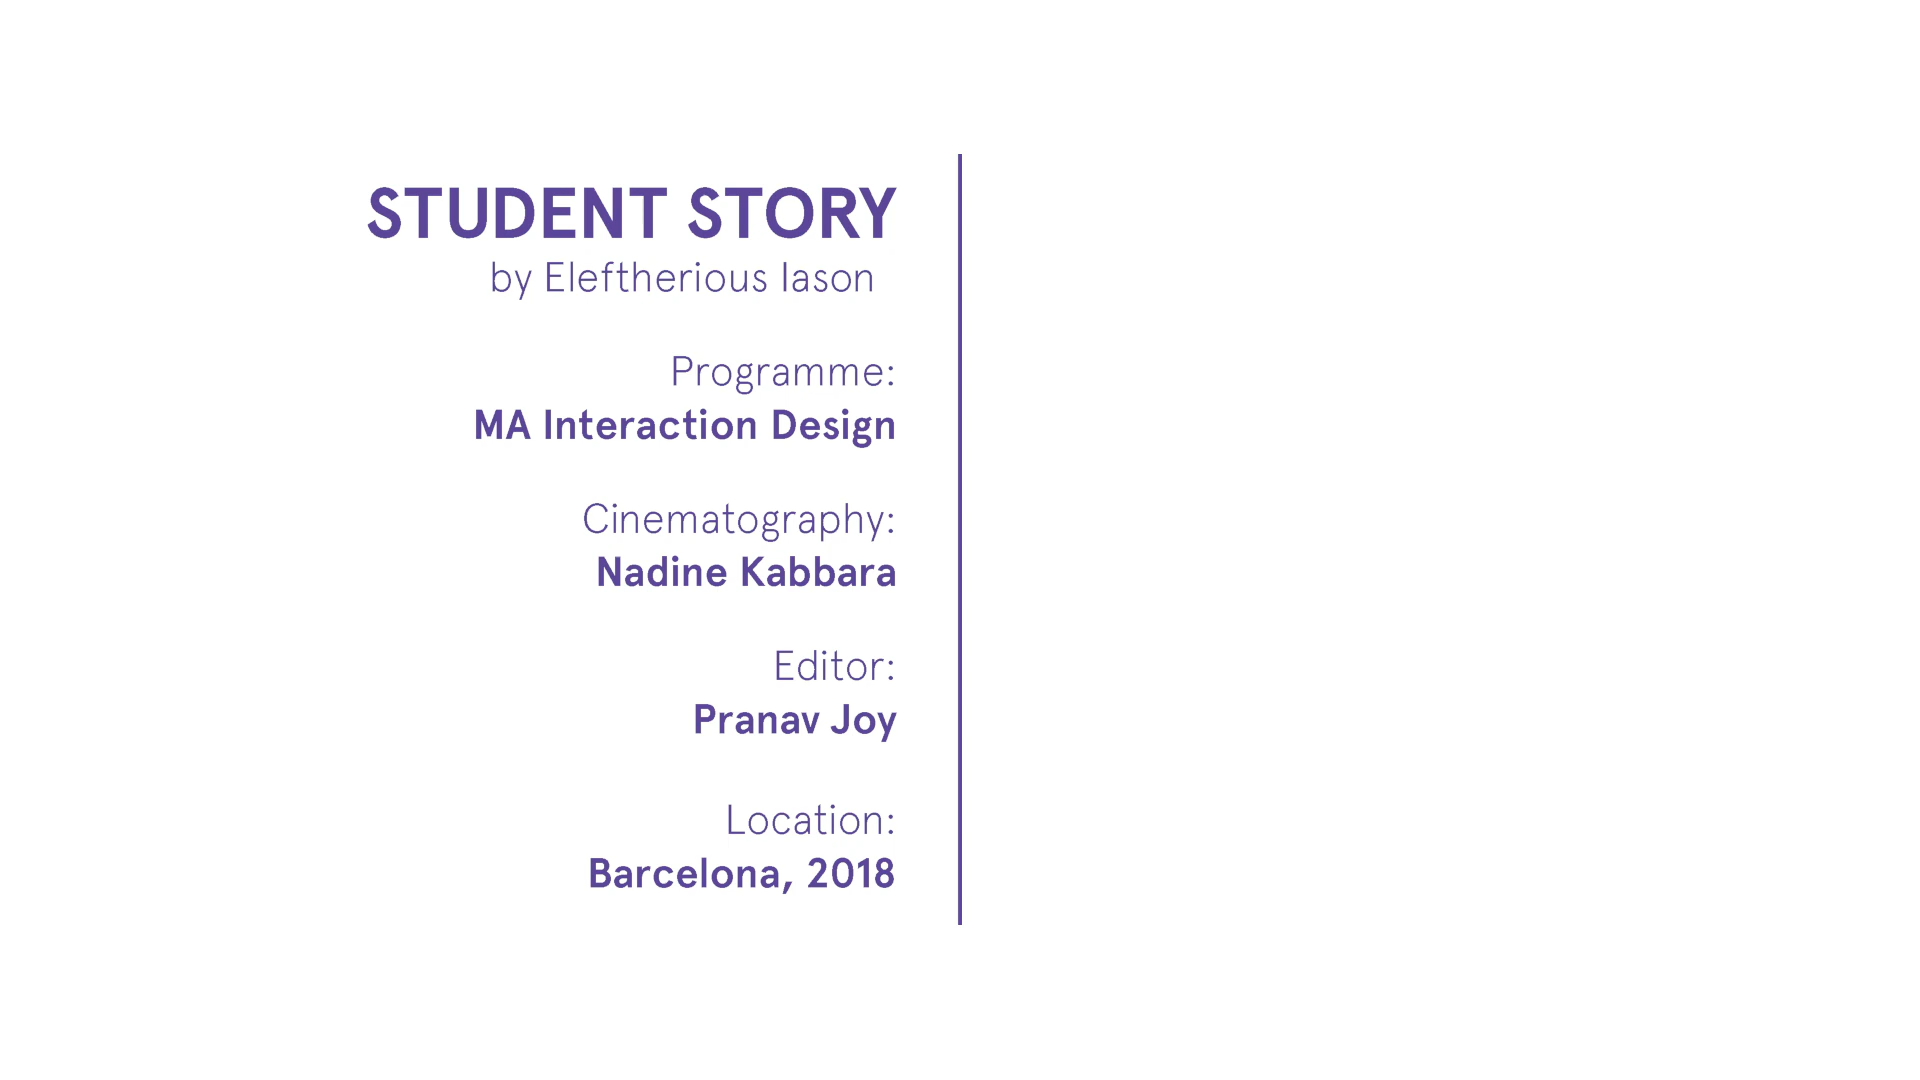 STUDENT STORY
by Eleftherious Iason
Programme:
MA Interaction Design
Cinematography:
Nadine Kabbara
Editor:
Pranav Joy
Location:
Barcelona, 2018